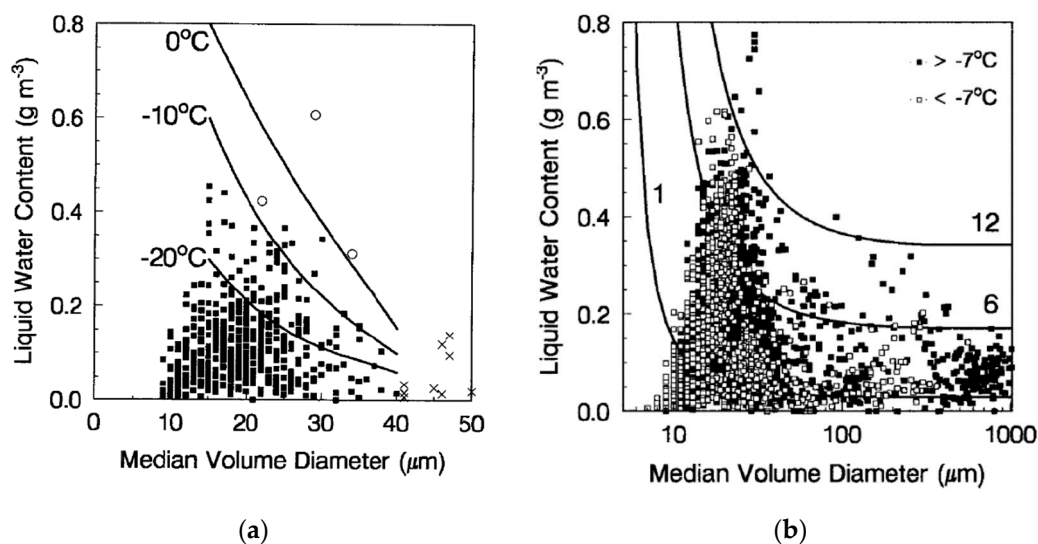 0.8
0.6
0.4
0.2
0.0
Liquid Water Content (g m⁻³)
0°C
-10°C
-20°C
0
10
20
30
40
50
Median Volume Diameter (µm)
(a)
0.8
0.6
0.4
0.2
0.0
Liquid Water Content (g m⁻³)
> -7°C
< -7°C
1
12
6
10
100
1000
Median Volume Diameter (µm)
(b)